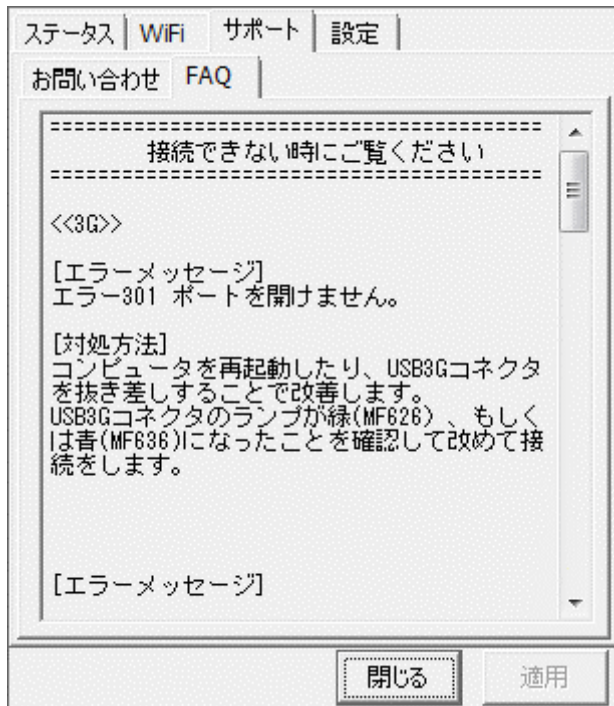 ステータス WiFi サポート 設定
お問い合わせ FAQ
=========================================
接続できない時にご覧ください
=========================================
<<3G>>
[エラーメッセージ]
エラー301 ポートを開けません。
[対処方法]
コンピュータを再起動したり、USB3Gコネクタ
を抜き差しすることで改善します。
USB3Gコネクタのランプが緑(MF626) 、もしく
は青(MF636)になったことを確認して改めて接
続をします。
[エラーメッセージ]
閉じる 適用